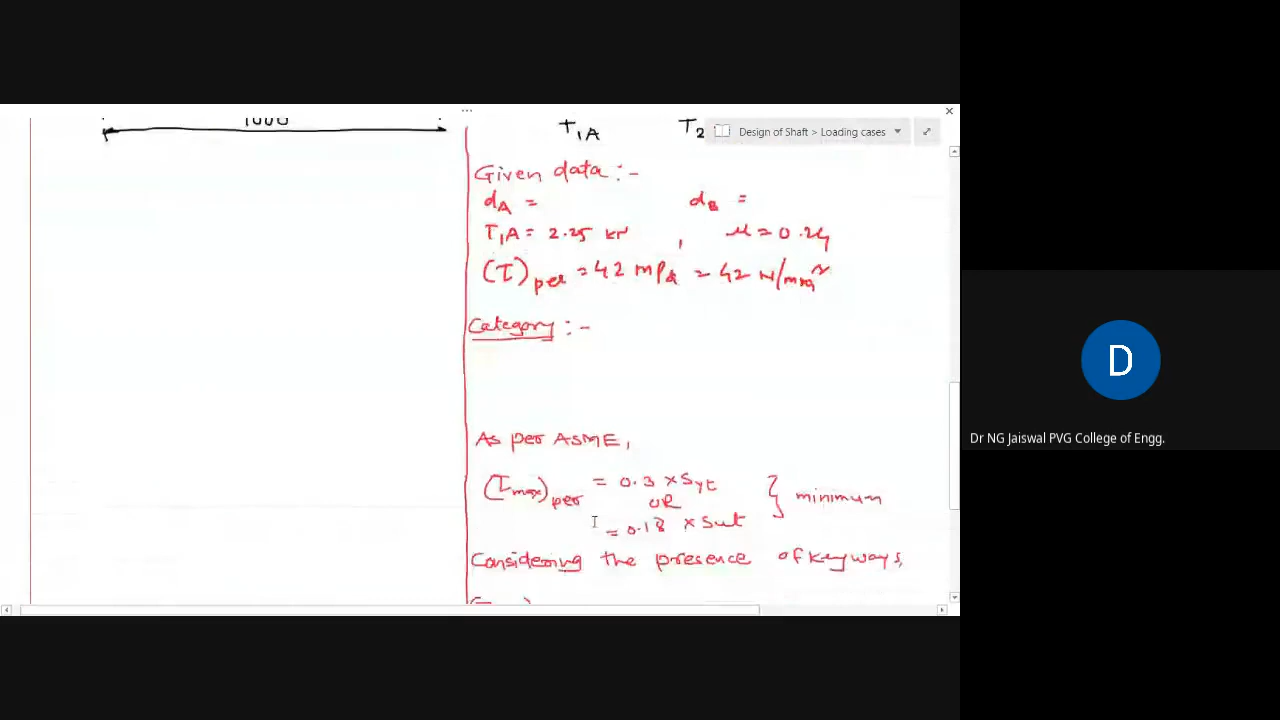 1000
T1A T2
Design of Shaft > Loading cases
Given data :-
dA = dB =
T1A = 2.25 kN , μ = 0.24
(τ)per = 42 mPa = 42 N/mm²
Category :-
As per ASME,
(τmax)per = 0.3 × Syt
OR } minimum
= 0.18 × Sut
Considering the presence of keyways,
D
Dr NG Jaiswal PVG College of Engg.